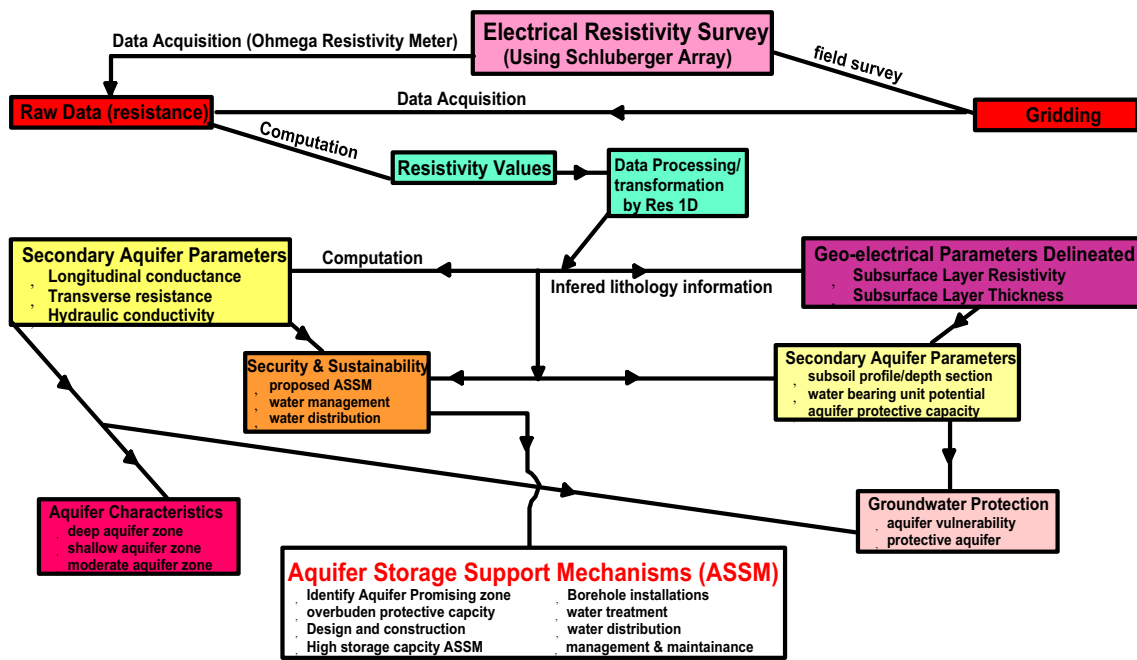 Electrical Resistivity Survey
(Using Schluberger Array)
Data Acquisition (Ohmega Resistivity Meter)
field survey
Raw Data (resistance)
Data Acquisition
Gridding
Computation
Resistivity Values
Data Processing/
transformation
by Res 1D
Secondary Aquifer Parameters
, Longitudinal conductance
, Transverse resistance
, Hydraulic conductivity
Computation
Infered lithology information
Geo-electrical Parameters Delineated
, Subsurface Layer Resistivity
, Subsurface Layer Thickness
Security & Sustainability
, proposed ASSM
, water management
, water distribution
Secondary Aquifer Parameters
, subsoil profile/depth section
, water bearing unit potential
, aquifer protective capacity
Aquifer Characteristics
, deep aquifer zone
, shallow aquifer zone
, moderate aquifer zone
Groundwater Protection
, aquifer vulnerability
, protective aquifer
Aquifer Storage Support Mechanisms (ASSM)
, Identify Aquifer Promising zone
, overbuden protective capcity
, Design and construction
, High storage capcity ASSM
, Borehole installations
, water treatment
, water distribution
, management & maintainance